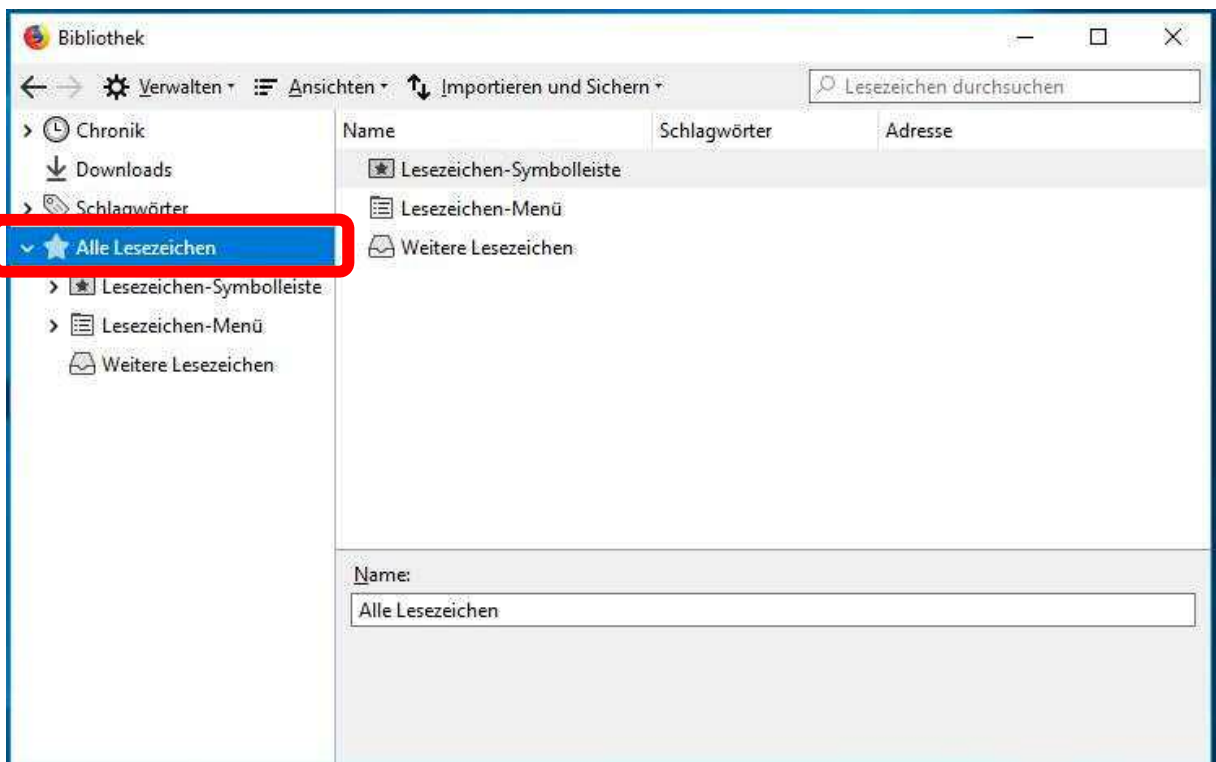 Bibliothek
Verwalten Ansichten Importieren und Sichern Lesezeichen durchsuchen
Chronik
Downloads
Schlagwörter
Alle Lesezeichen
Lesezeichen-Symbolleiste
Lesezeichen-Menü
Weitere Lesezeichen
Name Schlagwörter Adresse
Lesezeichen-Symbolleiste
Lesezeichen-Menü
Weitere Lesezeichen
Name:
Alle Lesezeichen